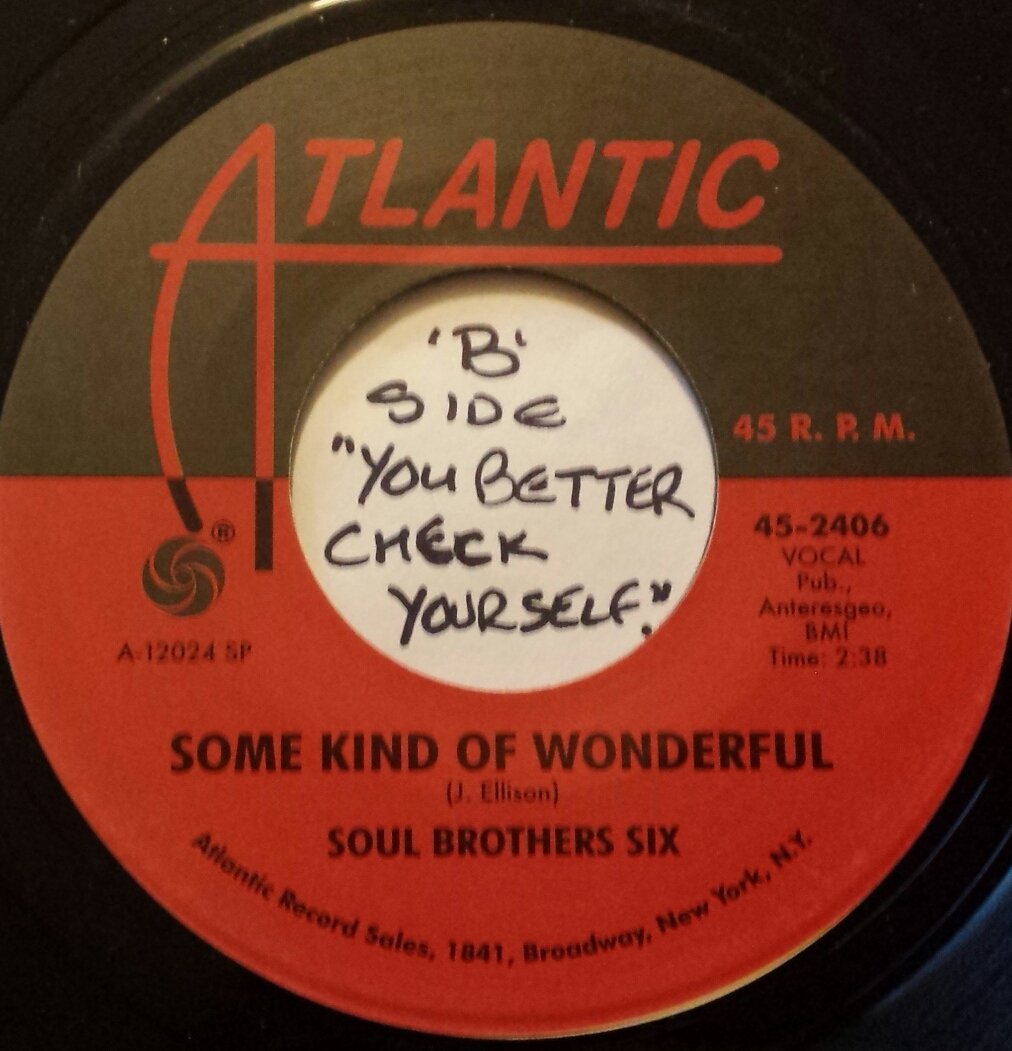 ATLANTIC
'B'
SIDE
"YOU BETTER
CHECK
YOURSELF."
45 R. P. M.
®
45-2406
VOCAL
Pub.,
Anteresgeo,
BMI
Time: 2:38
A-12024 SP
SOME KIND OF WONDERFUL
(J. Ellison)
SOUL BROTHERS SIX
Atlantic Record Sales, 1841, Broadway, New York, N.Y.